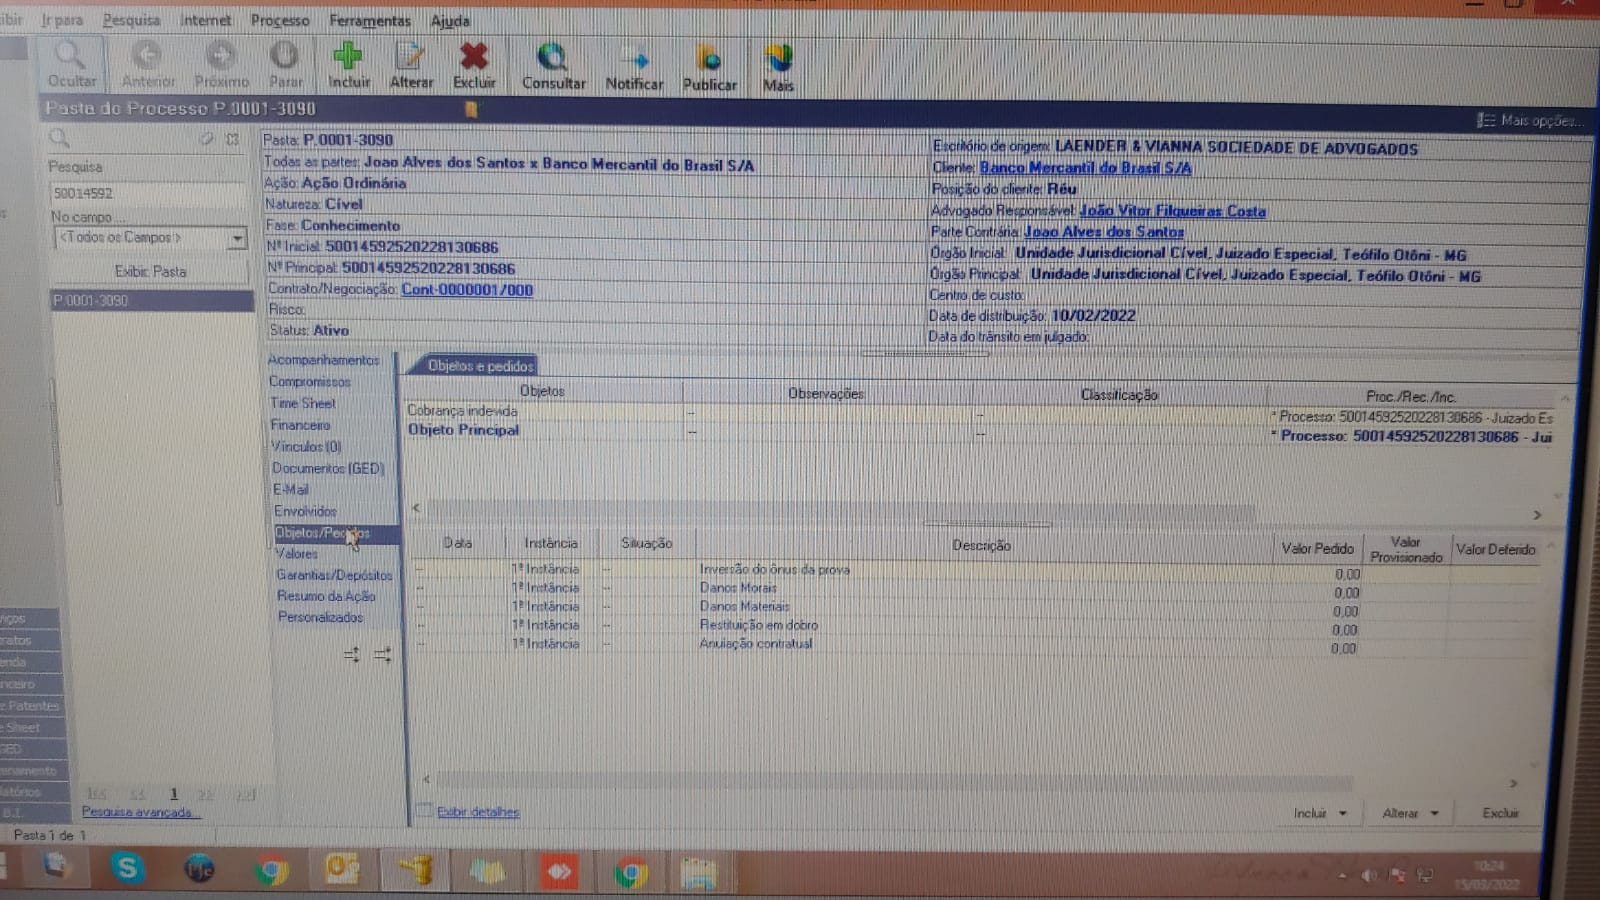 ibir Ir para Pesquisa Internet Processo Ferramentas Ajuda
Ocultar Anterior Próximo Parar Incluir Alterar Excluir Consultar Notificar Publicar Mais
Pasta do Processo P.0001-3090
Mais opções...
Pesquisa
50014592
No campo ...
<Todos os Campos>
Exibir Pasta
P.0001-3090
Pasta: P.0001-3090
Todas as partes: Joao Alves dos Santos x Banco Mercantil do Brasil S/A
Ação: Ação Ordinária
Natureza: Cível
Fase: Conhecimento
Nº Inicial: 50014592520228130686
Nº Principal: 50014592520228130686
Contrato/Negociação: Cont-0000001/000
Risco:
Status: Ativo
Escritório de origem: LAENDER & VIANNA SOCIEDADE DE ADVOGADOS
Cliente: Banco Mercantil do Brasil S/A
Posição do cliente: Réu
Advogado Responsável: João Vitor Filgueiras Costa
Parte Contrária: Joao Alves dos Santos
Órgão Inicial: Unidade Jurisdicional Cível, Juizado Especial, Teófilo Otôni - MG
Órgão Principal: Unidade Jurisdicional Cível, Juizado Especial, Teófilo Otôni - MG
Centro de custo:
Data de distribuição: 10/02/2022
Data do trânsito em julgado:
Acompanhamentos
Compromissos
Time Sheet
Financeiro
Vínculos (0)
Documentos (GED)
E-Mail
Envolvidos
Objetos/Pedidos
Valores
Garantias/Depósitos
Resumo da Ação
Personalizados
Objetos e pedidos
Objetos Observações Classificação Proc./Rec./Inc.
Cobrança indevida -- -- * Processo: 50014592520228130686 - Juizado Es
Objeto Principal -- -- * Processo: 50014592520228130686 - Jui
Data Instância Situação Descrição Valor Pedido Valor Provisionado Valor Deferido
-- 1ª Instância -- Inversão do ônus da prova 0,00
-- 1ª Instância -- Danos Morais 0,00
-- 1ª Instância -- Danos Materiais 0,00
-- 1ª Instância -- Restituição em dobro 0,00
-- 1ª Instância -- Anulação contratual 0,00
viços
ratos
enda
nceiro
e Patentes
e Sheet
GED
cenamento
latórios
B.I.
1
Pesquisa avançada...
Exibir detalhes
Incluir Alterar Excluir
Pasta 1 de 1
10:24
15/03/2022